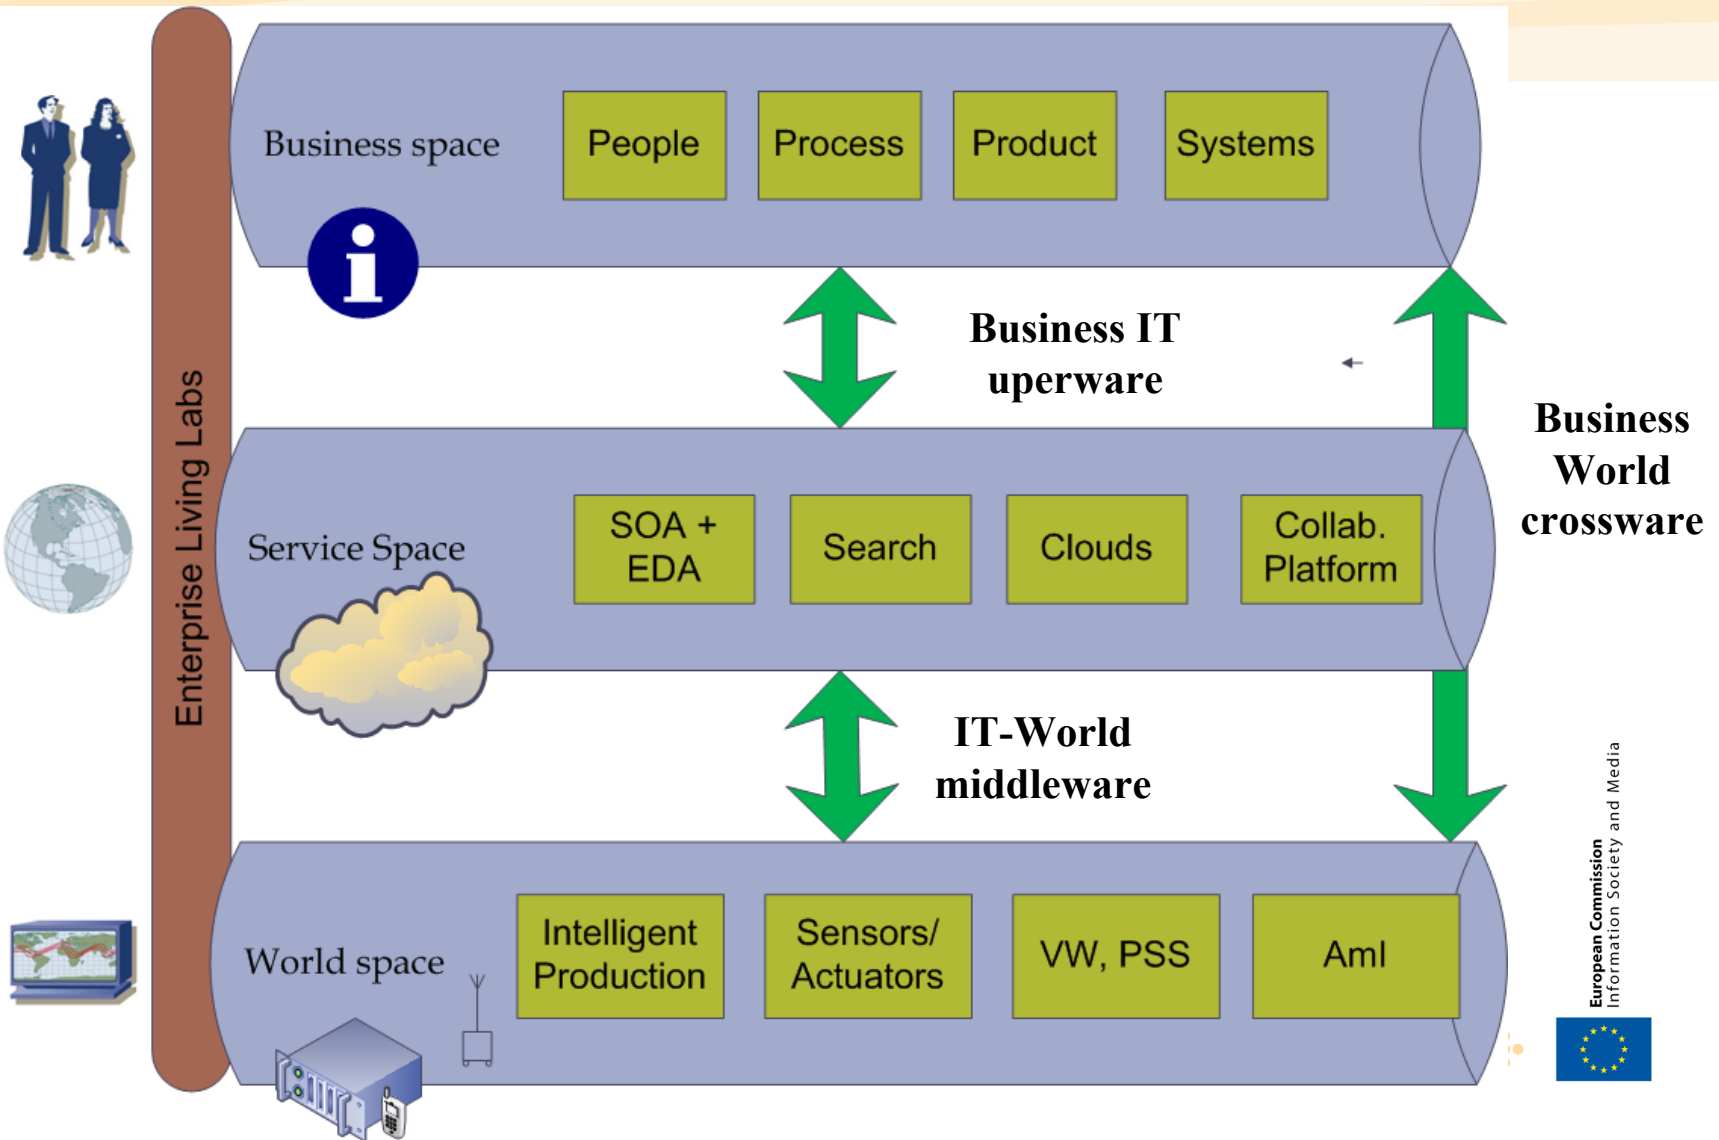 Enterprise Living Labs
Business space
People
Process
Product
Systems
i
Business IT
uperware
Business
World
crossware
Service Space
SOA +
EDA
Search
Clouds
Collab.
Platform
IT-World
middleware
World space
Intelligent
Production
Sensors/
Actuators
VW, PSS
AmI
European Commission
Information Society and Media